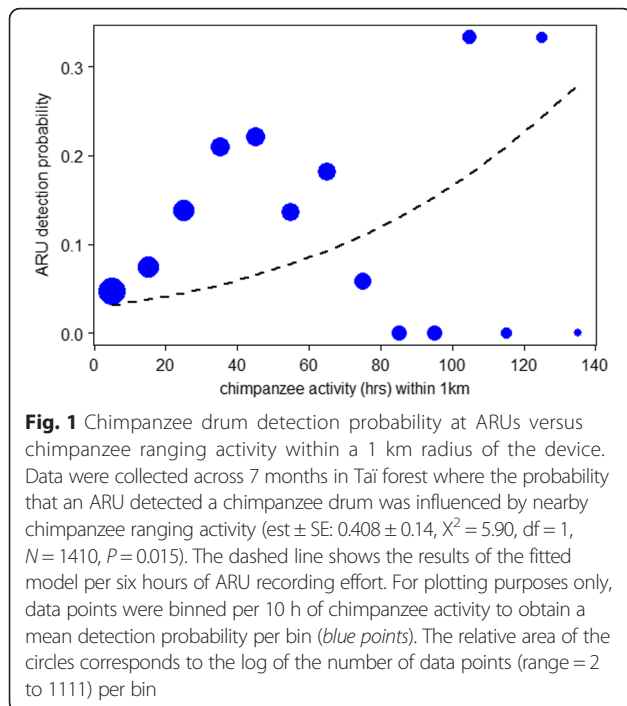 0.3
0.2
0.1
0.0
ARU detection probability
0 20 40 60 80 100 120 140
chimpanzee activity (hrs) within 1km
Fig. 1 Chimpanzee drum detection probability at ARUs versus
chimpanzee ranging activity within a 1 km radius of the device.
Data were collected across 7 months in Taï forest where the probability
that an ARU detected a chimpanzee drum was influenced by nearby
chimpanzee ranging activity (est ± SE: 0.408 ± 0.14, X² = 5.90, df = 1,
N = 1410, P = 0.015). The dashed line shows the results of the fitted
model per six hours of ARU recording effort. For plotting purposes only,
data points were binned per 10 h of chimpanzee activity to obtain a
mean detection probability per bin (blue points). The relative area of the
circles corresponds to the log of the number of data points (range = 2
to 1111) per bin